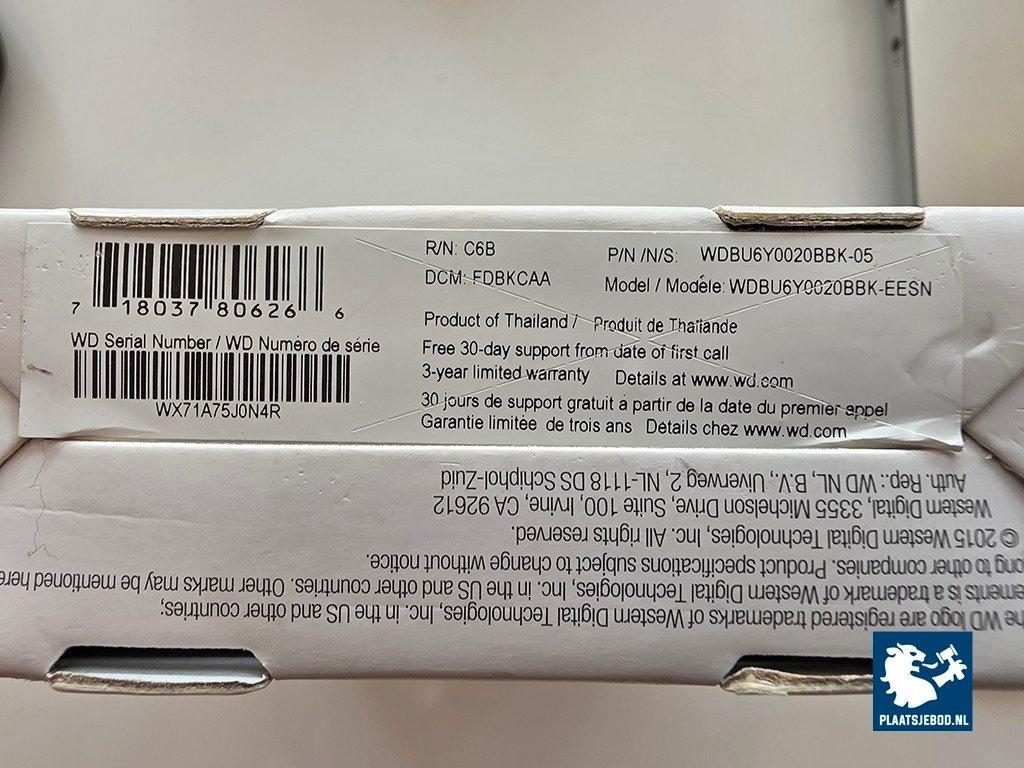 7 18037 80626 6
WD Serial Number / WD Numéro de série
WX71A75J0N4R
R/N: C6B
DCM: FDBKCAA
P/N /N/S: WDBU6Y0020BBK-05
Model / Modèle: WDBU6Y0020BBK-EESN
Product of Thailand / Produit de Thaïlande
Free 30-day support from date of first call
3-year limited warranty Details at www.wd.com
30 jours de support gratuit à partir de la date du premier appel
Garantie limitée de trois ans Détails chez www.wd.com
WD logo are registered trademarks of Western Digital Technologies, Inc. in the US and other countries;
is a trademark of Western Digital Technologies, Inc. in the US and other countries. Other marks may be mentioned here
to other companies. Product specifications subject to change without notice.
© 2015 Western Digital Technologies, Inc. All rights reserved.
Western Digital, 3355 Michelson Drive, Suite 100, Irvine, CA 92612
Auth. Rep.: WD NL, B.V., Uiverweg 2, NL-1118 DS Schiphol-Zuid
PLAATSJEBOD.NL